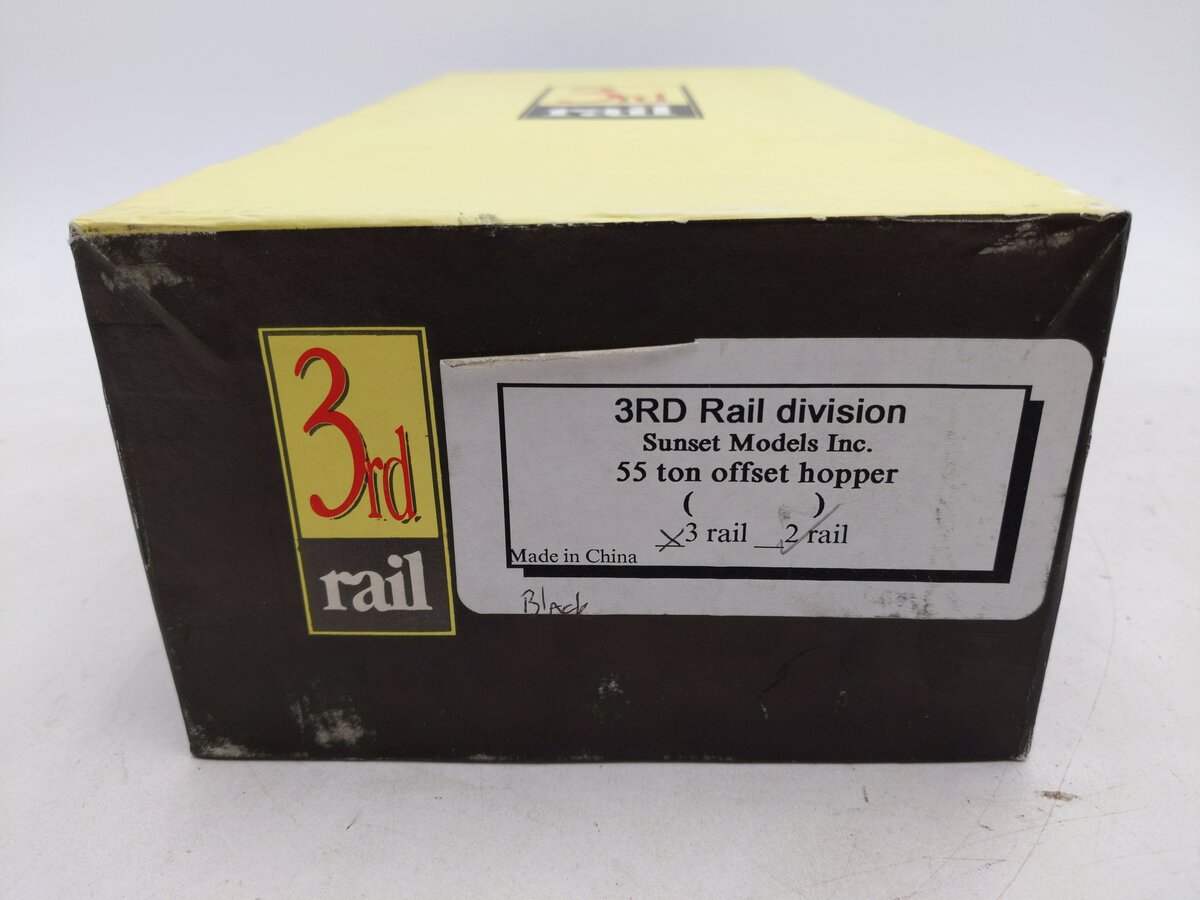 3rd
rail
3rd
rail
3RD Rail division
Sunset Models Inc.
55 ton offset hopper
( )
X3 rail __2 rail
Made in China
Black